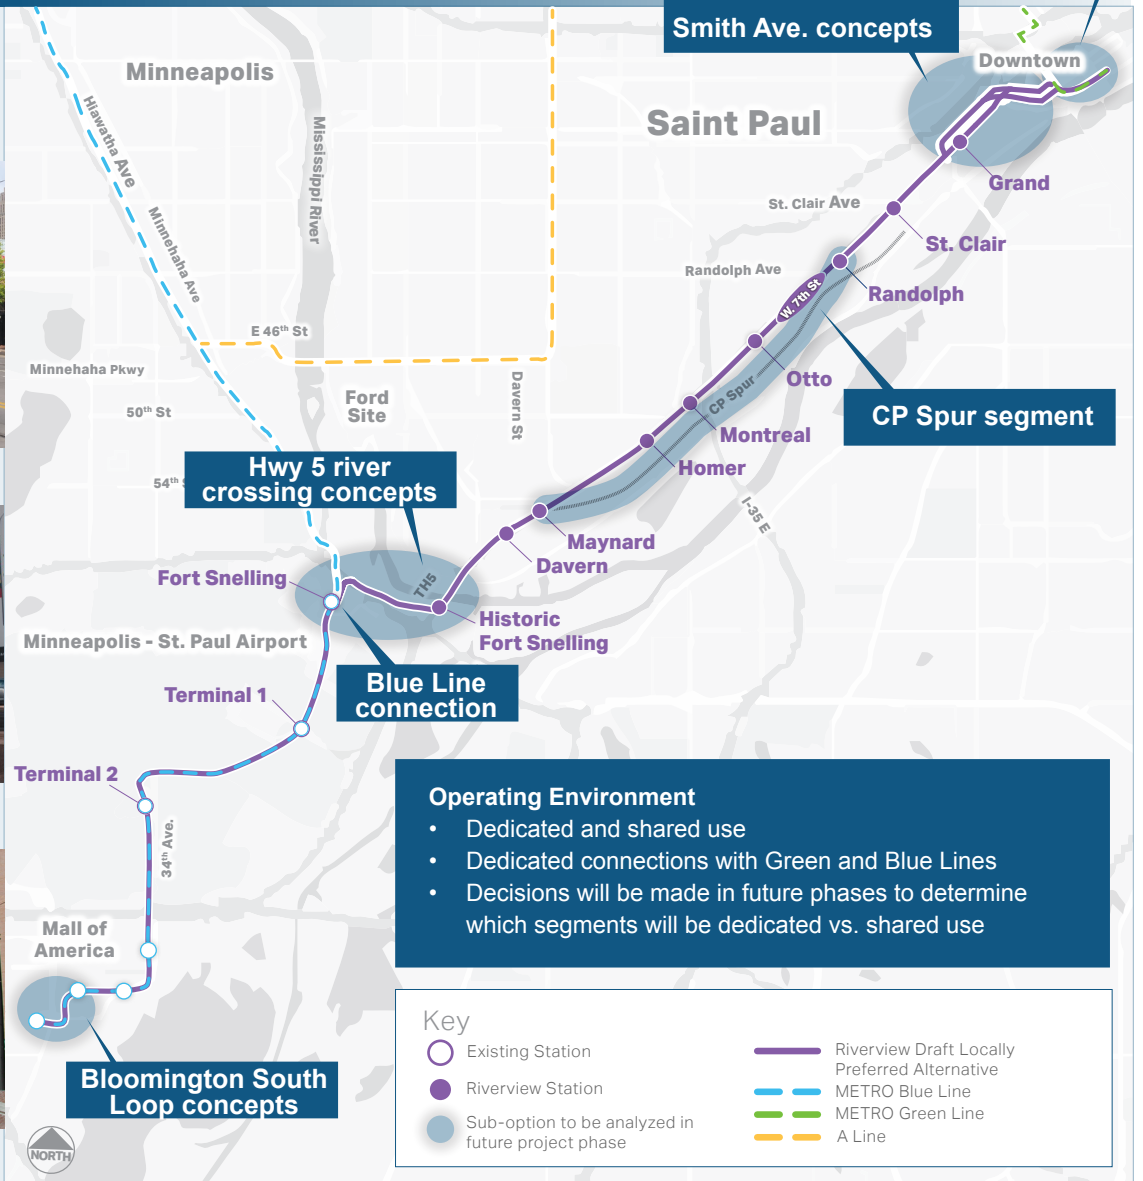 Smith Ave. concepts
Downtown
Minneapolis
Saint Paul
Hiawatha Ave
Mississippi River
Grand
St. Clair Ave
Minnehaha Ave
St. Clair
Randolph Ave
Randolph
W. 7th St
E 46th St
Minnehaha Pkwy
Otto
Davern St
CP Spur
Ford
Site
50th St
CP Spur segment
Montreal
Homer
Hwy 5 river
crossing concepts
54th
I-35 E
Maynard
Davern
Fort Snelling
TH5
Historic
Fort Snelling
Minneapolis - St. Paul Airport
Blue Line
connection
Terminal 1
Terminal 2
34th Ave.
Operating Environment
• Dedicated and shared use
• Dedicated connections with Green and Blue Lines
• Decisions will be made in future phases to determine
which segments will be dedicated vs. shared use
Mall of
America
Bloomington South
Loop concepts
NORTH
Key
Existing Station
Riverview Station
Sub-option to be analyzed in
future project phase
Riverview Draft Locally
Preferred Alternative
METRO Blue Line
METRO Green Line
A Line